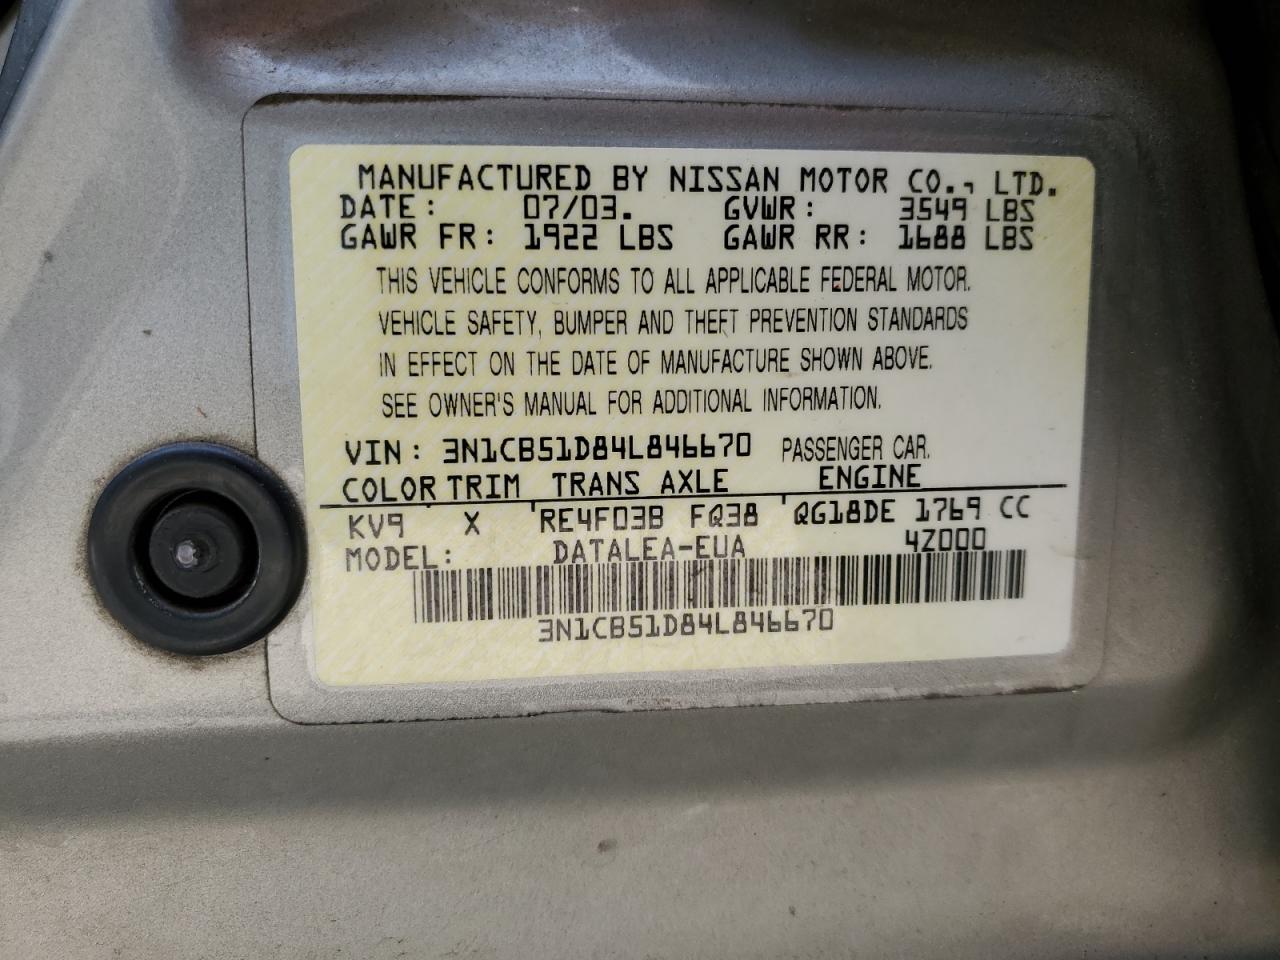 MANUFACTURED BY NISSAN MOTOR CO., LTD.
DATE: 07/03. GVWR: 3549 LBS
GAWR FR: 1922 LBS GAWR RR: 1688 LBS
THIS VEHICLE CONFORMS TO ALL APPLICABLE FEDERAL MOTOR.
VEHICLE SAFETY, BUMPER AND THEFT PREVENTION STANDARDS
IN EFFECT ON THE DATE OF MANUFACTURE SHOWN ABOVE.
SEE OWNER'S MANUAL FOR ADDITIONAL INFORMATION.
VIN: 3N1CB51D84L846670 PASSENGER CAR.
COLOR TRIM TRANS AXLE ENGINE
KV9 X RE4F03B FQ38 QG18DE 1769 CC
MODEL: DATALEA-EUA 4Z000
3N1CB51D84L846670